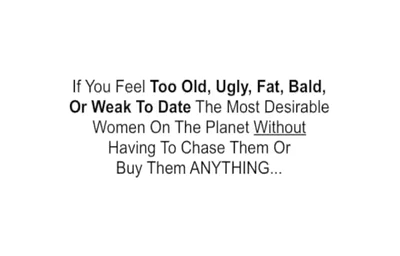 If You Feel Too Old, Ugly, Fat, Bald,
Or Weak To Date The Most Desirable
Women On The Planet Without
Having To Chase Them Or
Buy Them ANYTHING...